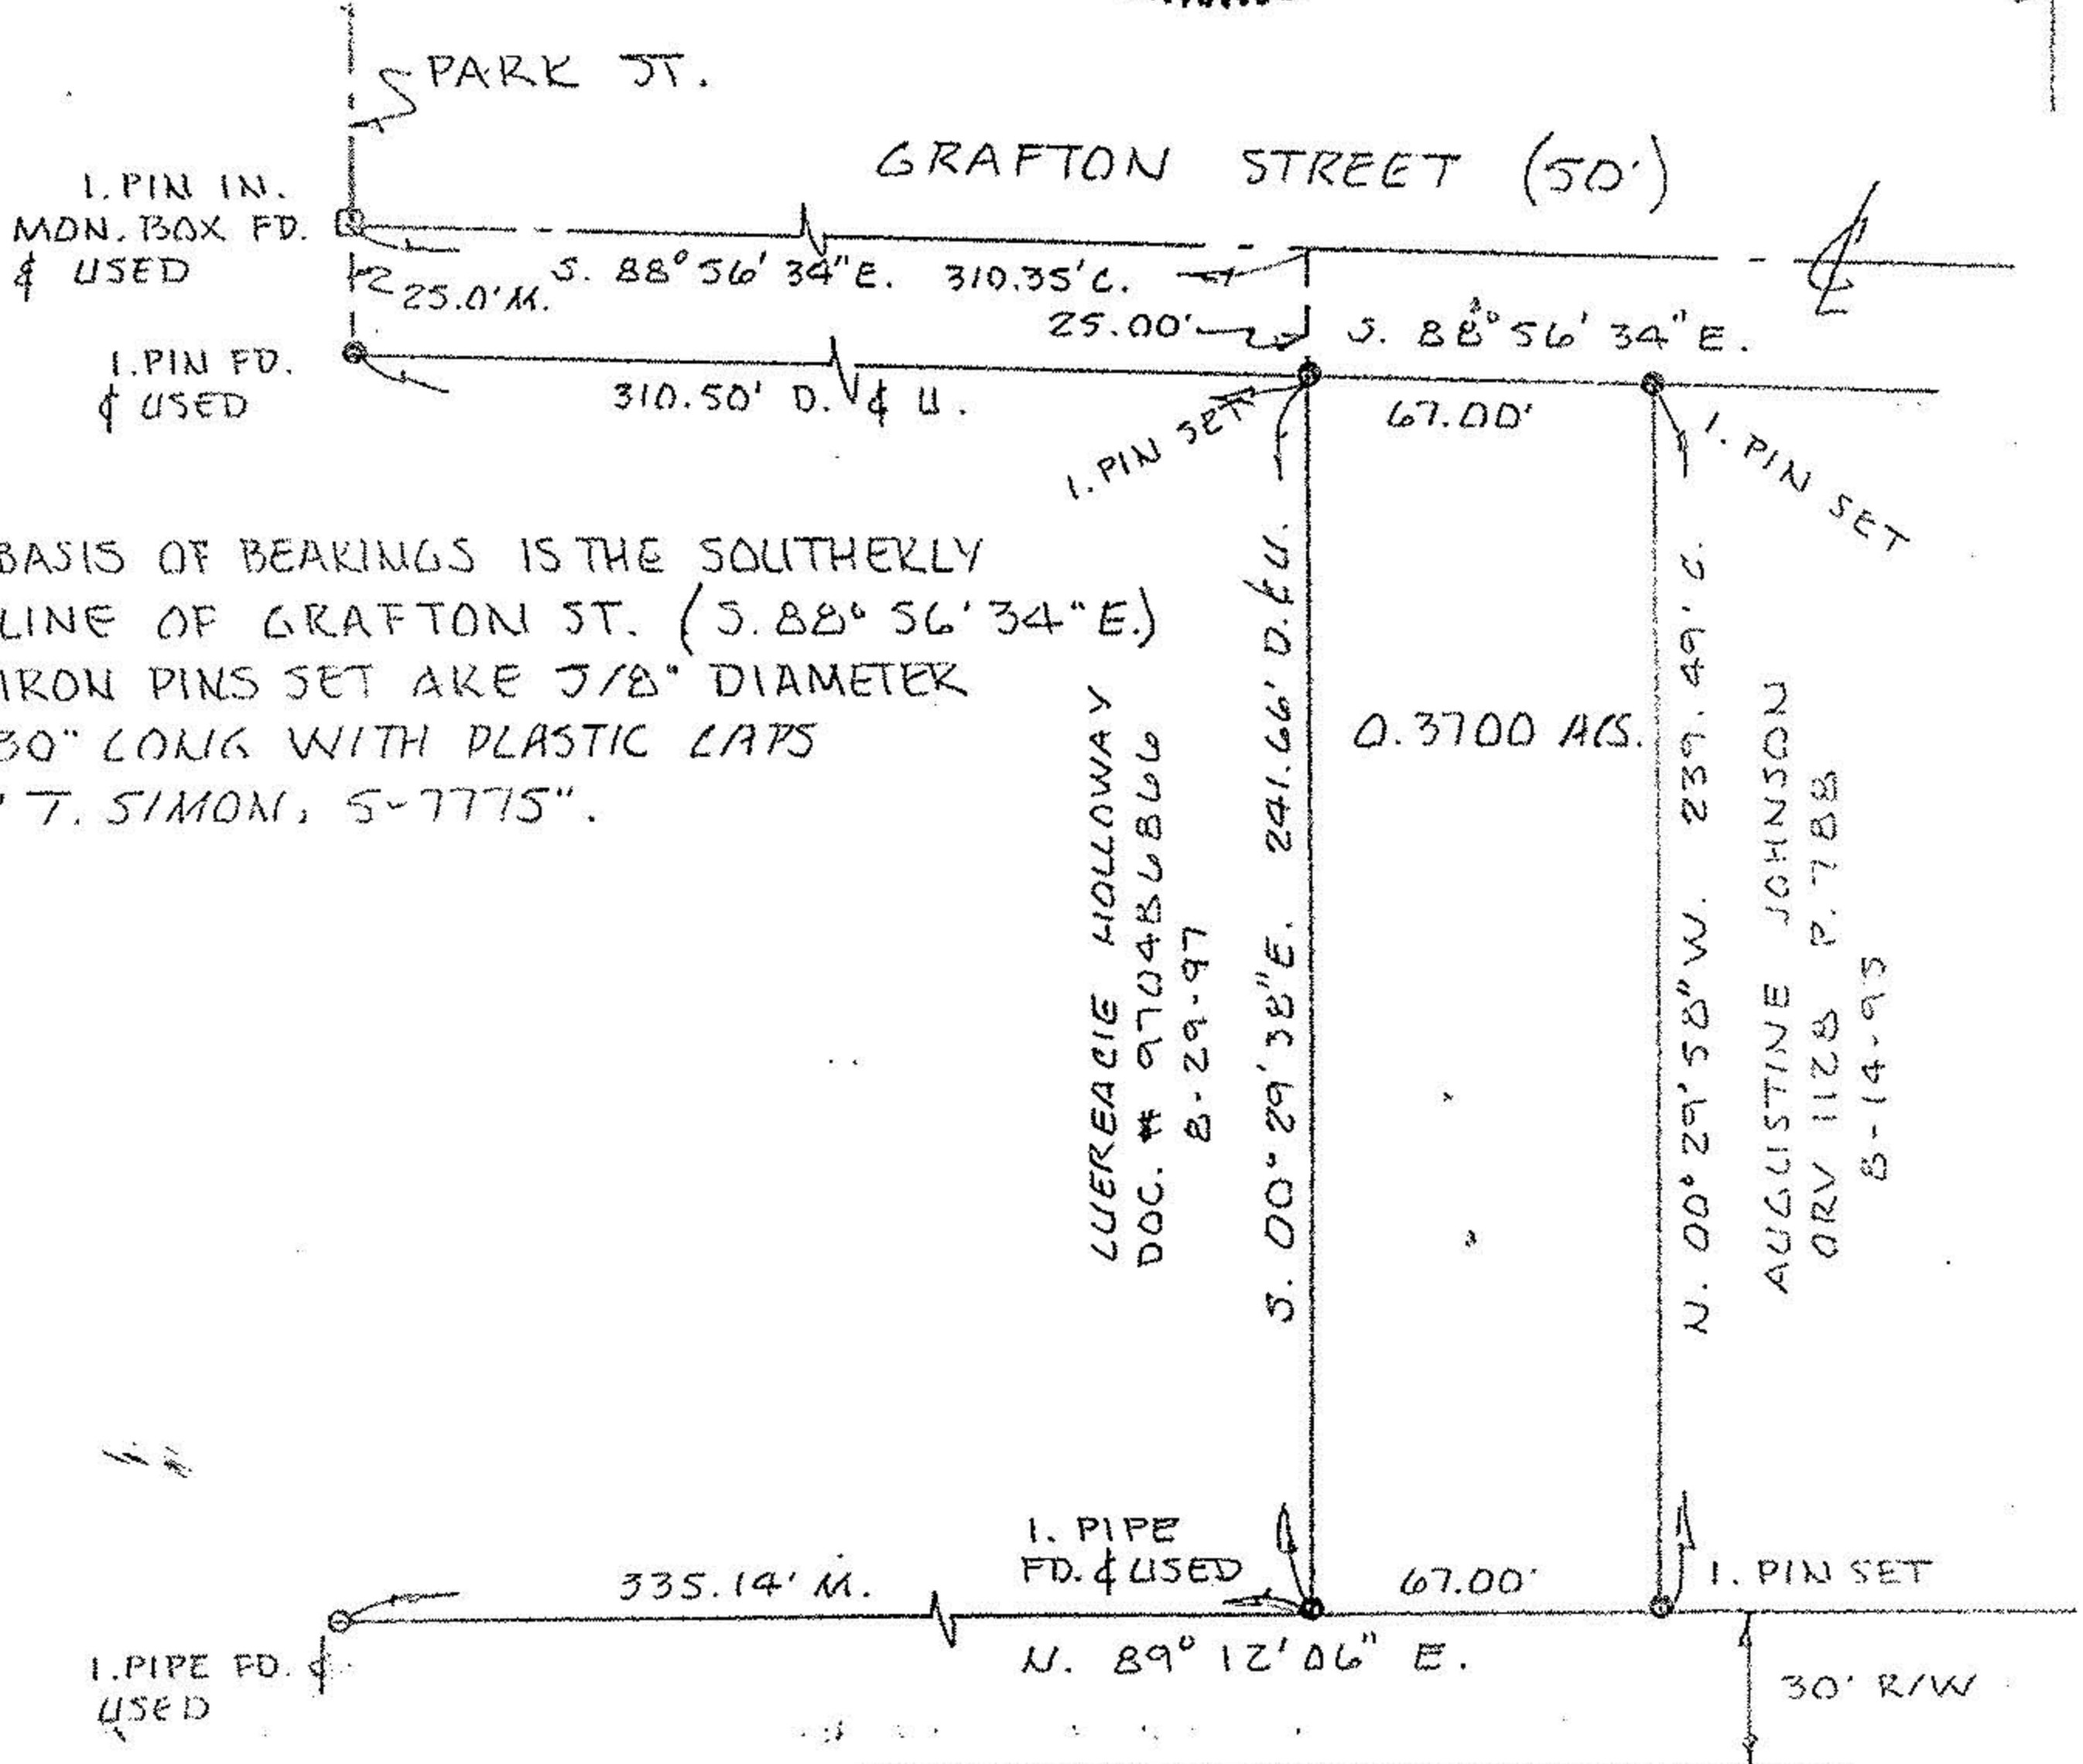 PARK ST.
GRAFTON STREET (50')
I. PIN IN.
MON. BOX FD.
& USED
25.0' M.
S. 88° 56' 34" E. 310.35' C.
25.00'
S. 88° 56' 34" E.
I. PIN FD.
& USED
310.50' D. & U.
I. PIN SET
67.00'
I. PIN SET
BASIS OF BEARINGS IS THE SOUTHERLY
LINE OF GRAFTON ST. (S. 88° 56' 34" E.)
IRON PINS SET ARE 5/8" DIAMETER
30" LONG WITH PLASTIC CAPS
"T. SIMON, S-7775".
LUEREACIE HOLLOWAY
DOC. # 970486866
8-29-97
S. 00° 29' 38" E. 241.66' D. & U.
0.3700 ACS.
N. 00° 29' 58" W. 239.49' C.
AUGUSTINE JOHNSON
ORV 1128 P. 788
8-14-95
335.14' M.
I. PIPE
FD. & USED
67.00'
I. PIN SET
N. 89° 12' 06" E.
I. PIPE FD. &
USED
30' R/W